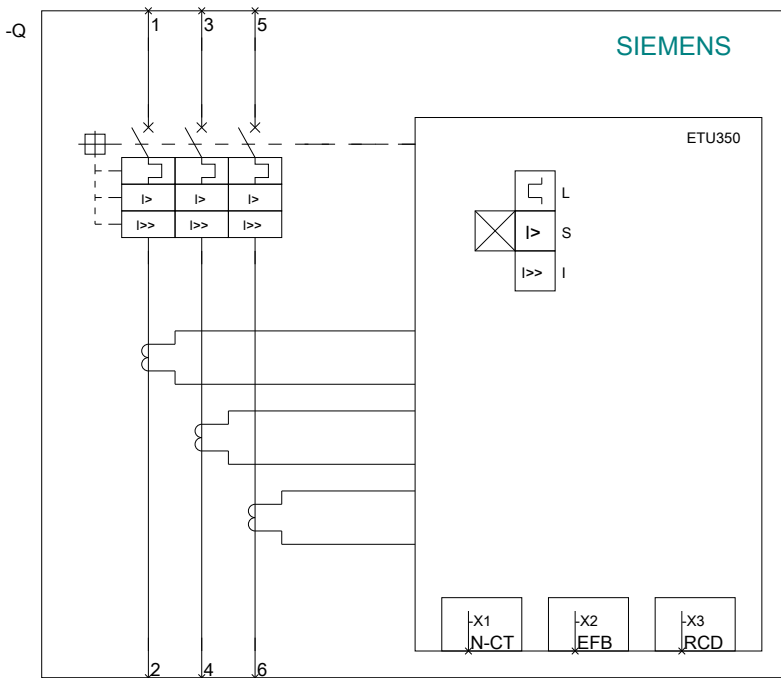 -Q
1 3 5
SIEMENS
ETU350
L
I> I> I>
I> S
I>> I>> I>>
I>> I
-X1 -X2 -X3
N-CT EFB RCD
2 4 6